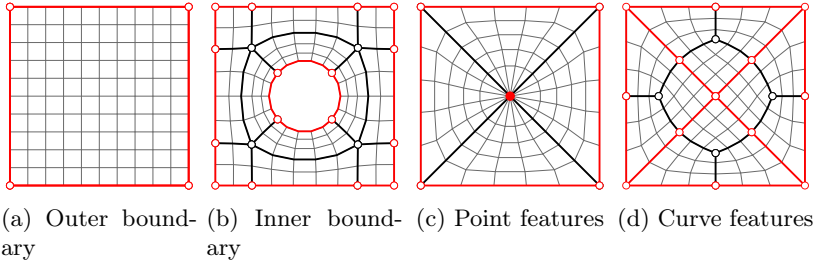 (a) Outer bound-
ary
(b) Inner bound-
ary
(c) Point features
(d) Curve features